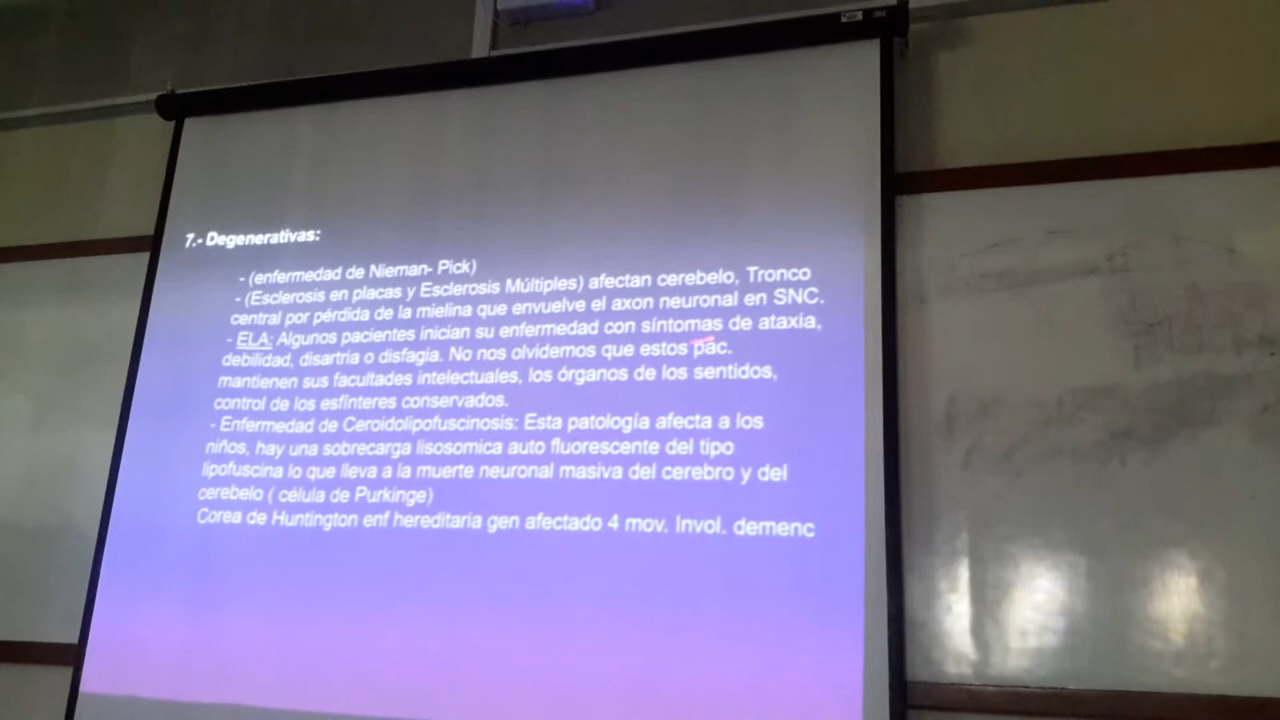 7.- Degenerativas:
- (enfermedad de Nieman- Pick)
- (Esclerosis en placas y Esclerosis Múltiples) afectan cerebelo, Tronco
central por pérdida de la mielina que envuelve el axon neuronal en SNC.
- ELA: Algunos pacientes inician su enfermedad con síntomas de ataxia,
debilidad, disartria o disfagia. No nos olvidemos que estos pac.
mantienen sus facultades intelectuales, los órganos de los sentidos,
control de los esfínteres conservados.
- Enfermedad de Ceroidolipofuscinosis: Esta patología afecta a los
niños, hay una sobrecarga lisosomica auto fluorescente del tipo
lipofuscina lo que lleva a la muerte neuronal masiva del cerebro y del
cerebelo ( célula de Purkinge)
Corea de Huntington enf hereditaria gen afectado 4 mov. Invol. demenc